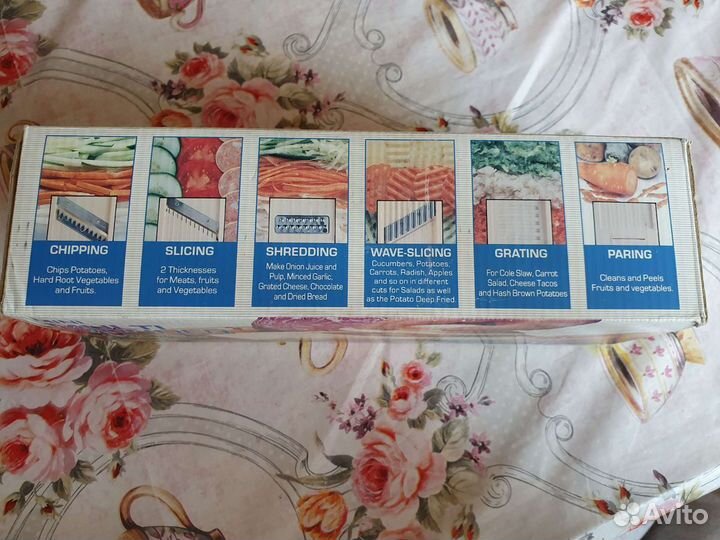 CHIPPING
Chips Potatoes,
Hard Root Vegetables
and Fruits.
SLICING
2 Thicknesses
for Meats, fruits
and Vegetables
SHREDDING
Make Onion Juice and
Pulp, Minced Garlic,
Grated Cheese, Chocolate
and Dried Bread
WAVE-SLICING
Cucumbers, Potatoes,
Carrots, Radish, Apples
and so on in different
cuts for Salads as well
as the Potato Deep Fried
GRATING
For Cole Slaw, Carrot
Salad, Cheese Tacos
and Hash Brown Potatoes
PARING
Cleans and Peels
Fruits and vegetables.
Avito